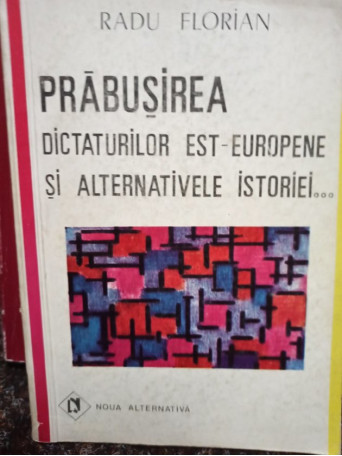 RADU FLORIAN
PRĂBUȘIREA
DICTATURILOR EST-EUROPENE
ȘI ALTERNATIVELE ISTORIEI...
N
NOUA ALTERNATIVĂ